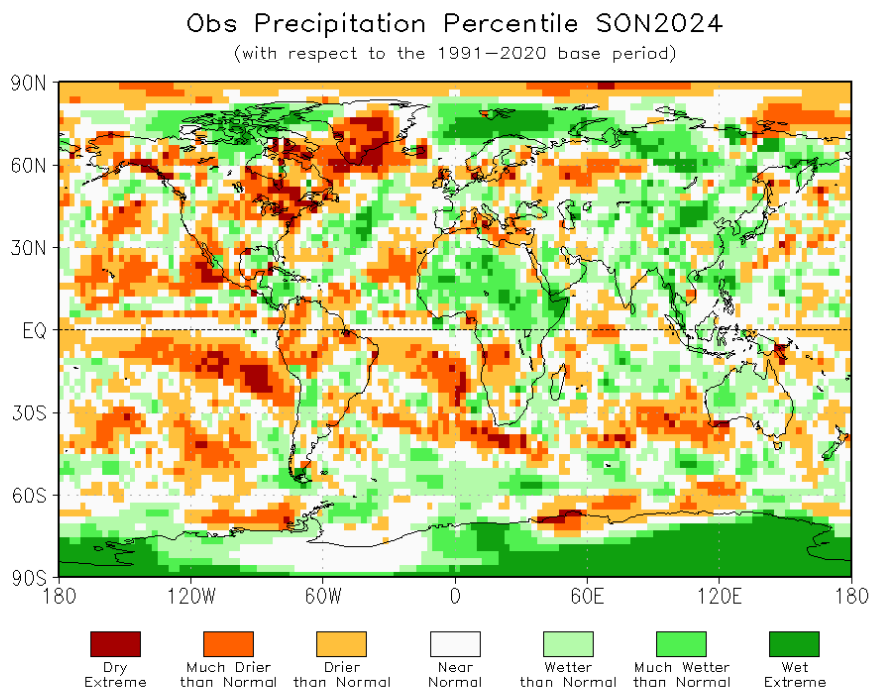 Obs Precipitation Percentile SON2024
(with respect to the 1991–2020 base period)
90N
60N
30N
EQ
30S
60S
90S
180 120W 60W 0 60E 120E 180
Dry Extreme
Much Drier than Normal
Drier than Normal
Near Normal
Wetter than Normal
Much Wetter than Normal
Wet Extreme